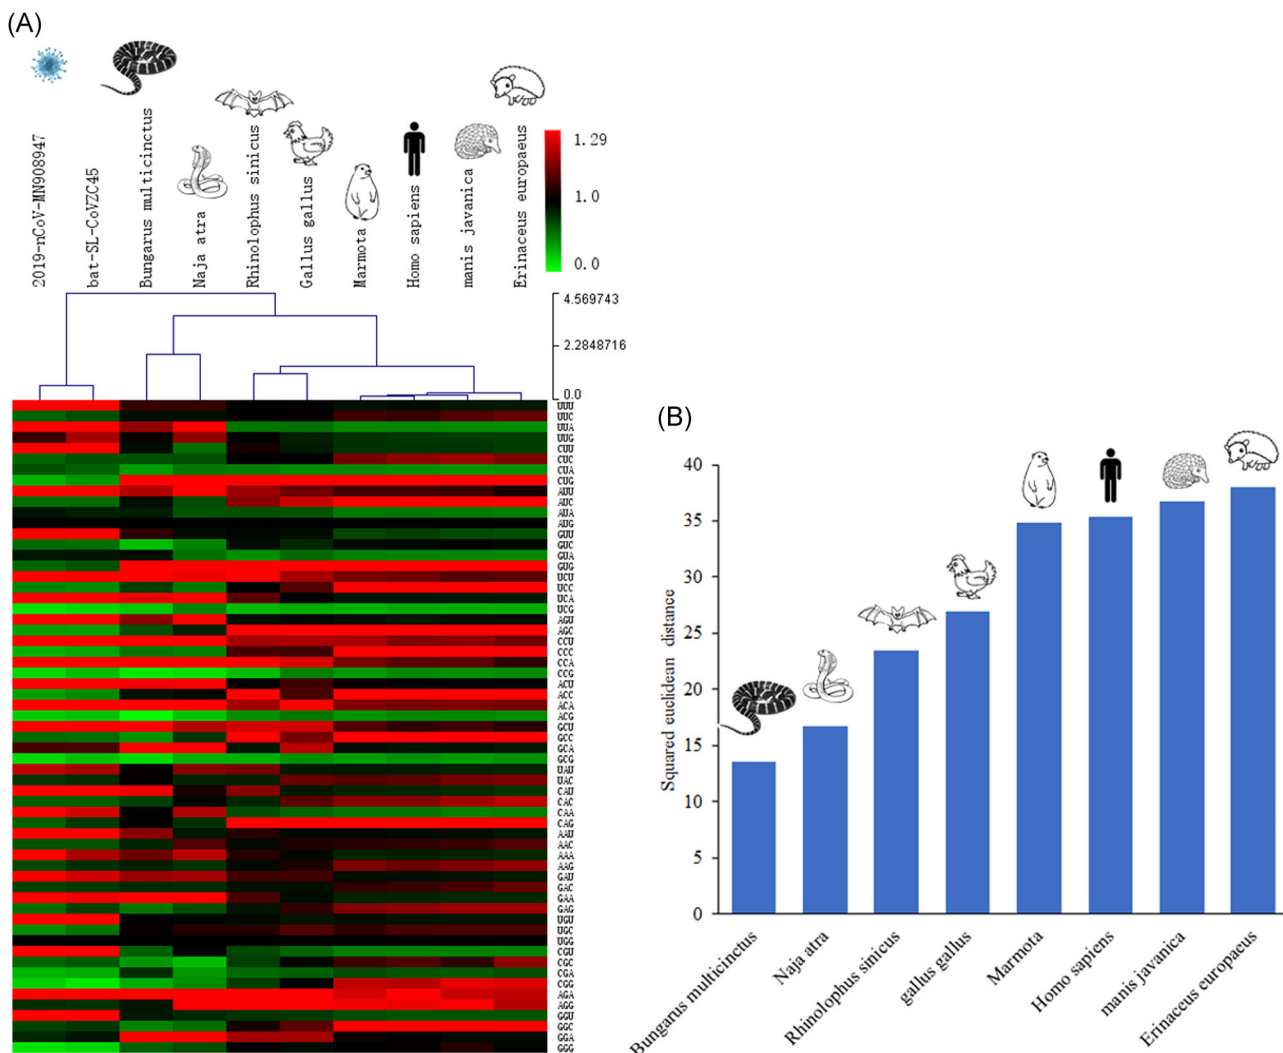 (A)
2019-nCoV-MN908947
bat-SL-CoVZC45
Bungarus multicinctus
Naja atra
Rhinolophus sinicus
Gallus gallus
Marmota
Homo sapiens
manis javanica
Erinaceus europaeus
1.29
1.0
0.0
4.569743
2.2848716
0.0
UUU
UUC
UUA
UUG
CUU
CUC
CUA
CUG
AUU
AUC
AUA
AUG
GUU
GUC
GUA
GUG
UCU
UCC
UCA
UCG
AGU
AGC
CCU
CCC
CCA
CCG
ACU
ACC
ACA
ACG
GCU
GCC
GCA
GCG
UAU
UAC
CAU
CAC
CAA
CAG
AAU
AAC
AAA
AAG
GAU
GAC
GAA
GAG
UGU
UGC
UGG
CGU
CGC
CGA
CGG
AGA
AGG
GGU
GGC
GGA
GGG
(B)
Squared euclidean distance
40
35
30
25
20
15
10
5
0
Bungarus multicinctus
Naja atra
Rhinolophus sinicus
gallus gallus
Marmota
Homo sapiens
manis javanica
Erinaceus europaeus